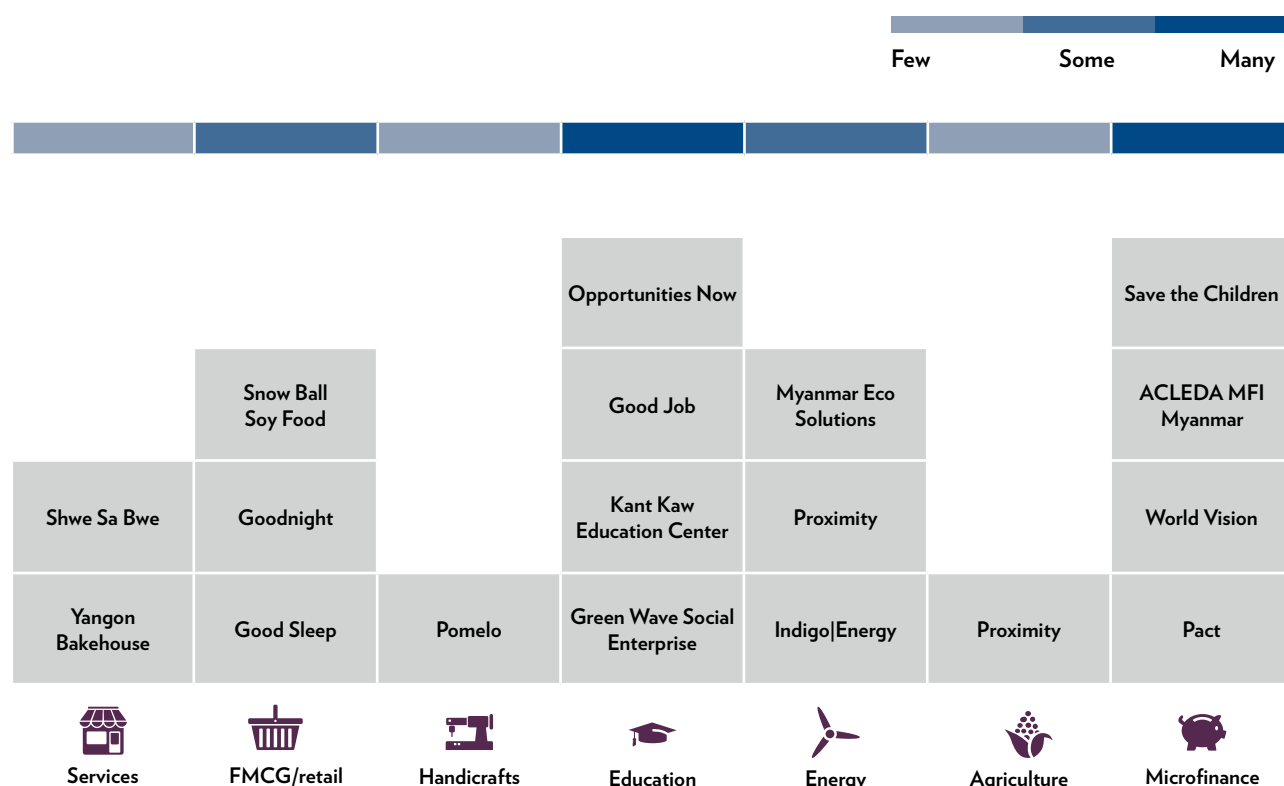 Few Some Many
Opportunities Now Save the Children
Snow Ball
Soy Food
Good Job
Myanmar Eco
Solutions
ACLEDA MFI
Myanmar
Shwe Sa Bwe
Goodnight
Kant Kaw
Education Center
Proximity
World Vision
Yangon
Bakehouse
Good Sleep
Pomelo
Green Wave Social
Enterprise
Indigo|Energy
Proximity
Pact
Services FMCG/retail Handicrafts Education Energy Agriculture Microfinance